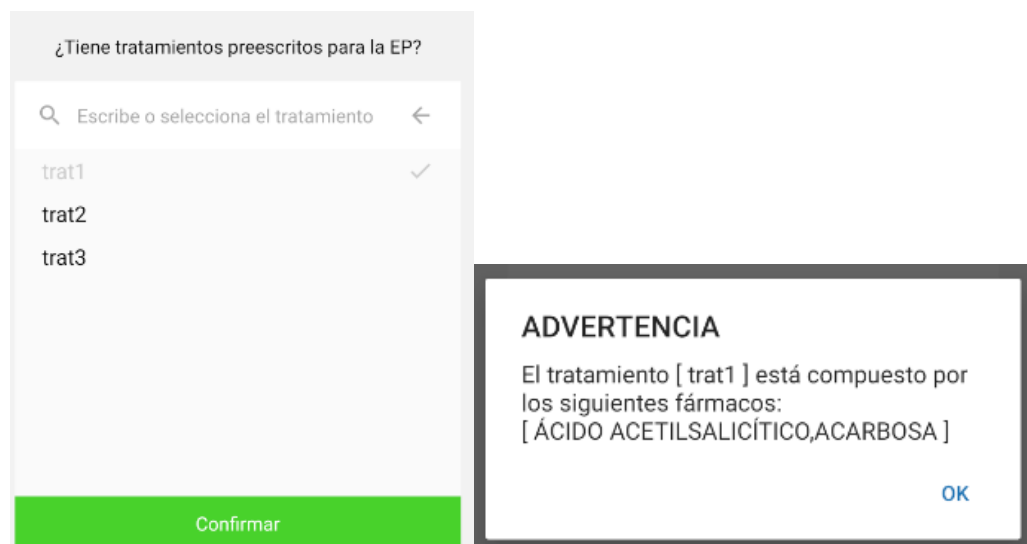 ¿Tiene tratamientos preescritos para la EP?
Escribe o selecciona el tratamiento
trat1
trat2
trat3
Confirmar
ADVERTENCIA
El tratamiento [ trat1 ] está compuesto por
los siguientes fármacos:
[ ÁCIDO ACETILSALICÍTICO,ACARBOSA ]
OK